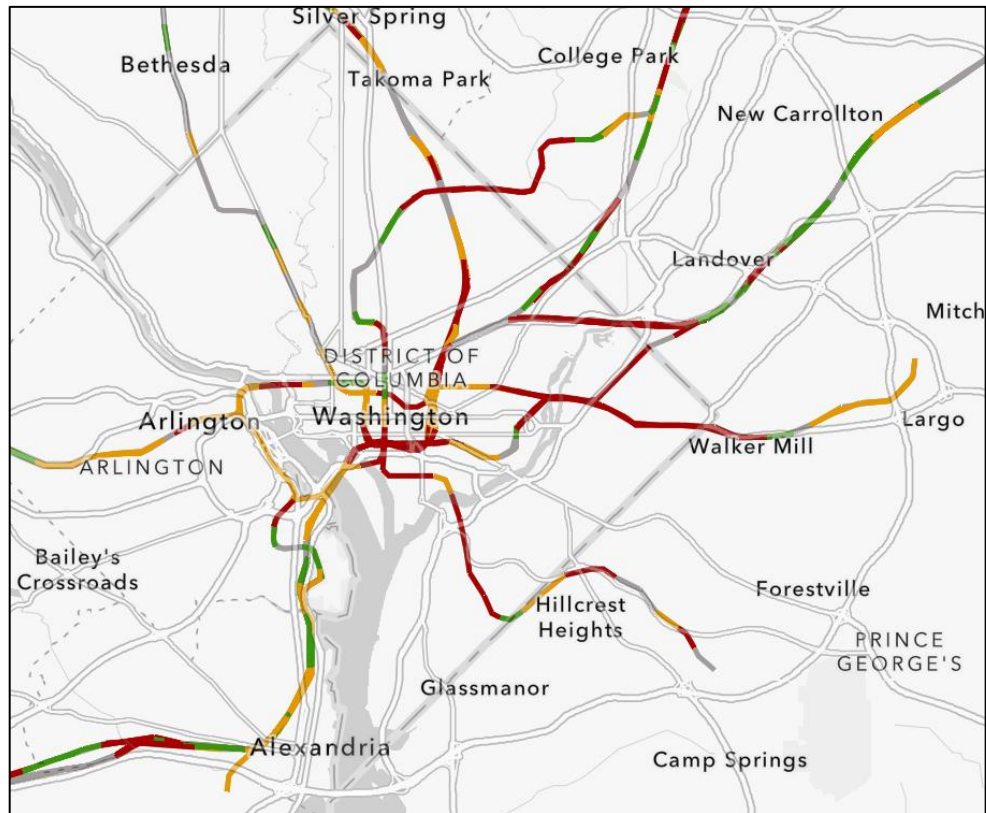 Silver Spring
Bethesda
Takoma Park
College Park
New Carrollton
Landover
Mitch
DISTRICT OF
COLUMBIA
Arlington
Washington
Largo
Walker Mill
ARLINGTON
Bailey's
Crossroads
Forestville
Hillcrest
Heights
PRINCE
GEORGE'S
Glassmanor
Alexandria
Camp Springs